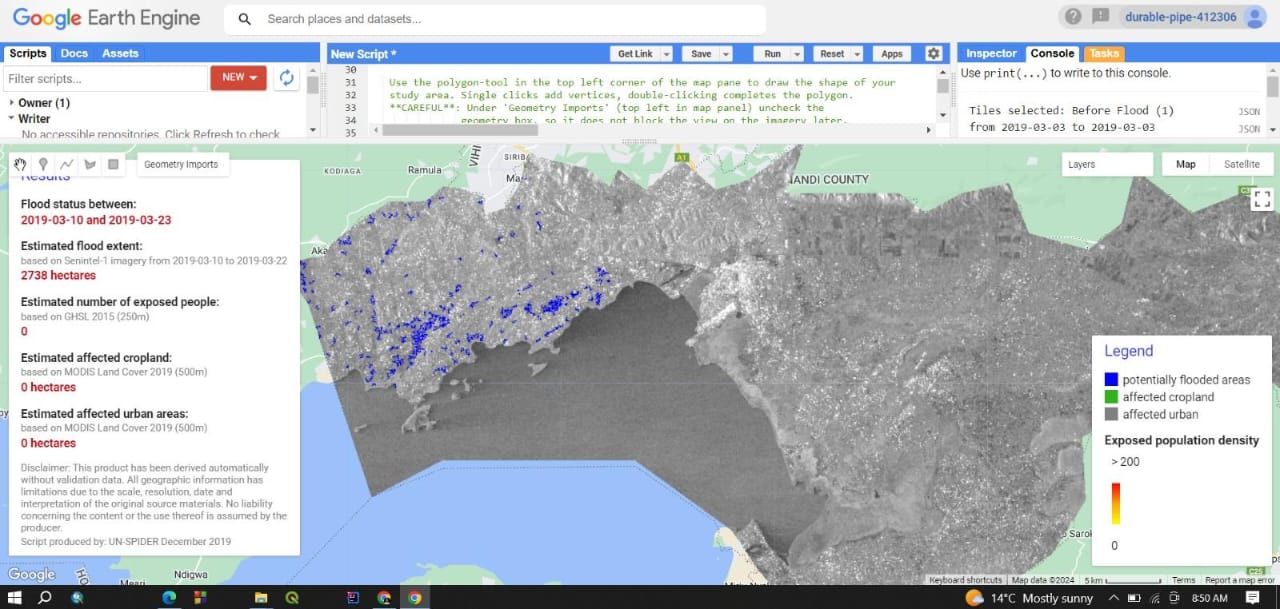 Google Earth Engine
Search places and datasets...
durable-pipe-412306
Scripts
Docs
Assets
Filter scripts...
NEW
Owner (1)
Writer
No accessible repositories. Click Refresh to check
New Script *
Get Link
Save
Run
Reset
Apps
30
31 Use the polygon-tool in the top left corner of the map pane to draw the shape of your
32 study area. Single clicks add vertices, double-clicking completes the polygon.
33 **CAREFUL**: Under 'Geometry Imports' (top left in map panel) uncheck the
34 geometry box, so it does not block the view on the imagery later.
35
Inspector
Console
Tasks
Use print(...) to write to this console.
Tiles selected: Before Flood (1)
JSON
from 2019-03-03 to 2019-03-03
JSON
Geometry Imports
Layers
Map
Satellite
Results
Flood status between:
2019-03-10 and 2019-03-23
Estimated flood extent:
based on Senintel-1 imagery from 2019-03-10 to 2019-03-22
2738 hectares
Estimated number of exposed people:
based on GHSL 2015 (250m)
0
Estimated affected cropland:
based on MODIS Land Cover 2019 (500m)
0 hectares
Estimated affected urban areas:
based on MODIS Land Cover 2019 (500m)
0 hectares
Disclaimer: This product has been derived automatically
without validation data. All geographic information has
limitations due to the scale, resolution, date and
interpretation of the original source materials. No liability
concerning the content or the use thereof is assumed by the
producer.
Script produced by: UN-SPIDER December 2019
KODIAGA
Ramula
VIHI
SIRIBA
Ma
A1
NANDI COUNTY
Aka
Legend
potentially flooded areas
affected cropland
affected urban
Exposed population density
> 200
0
p Sarok
C25
Google
Ndigwa
Meari
Keyboard shortcuts
Map data ©2024
5 km
Terms
Report a map error
14°C Mostly sunny
8:50 AM